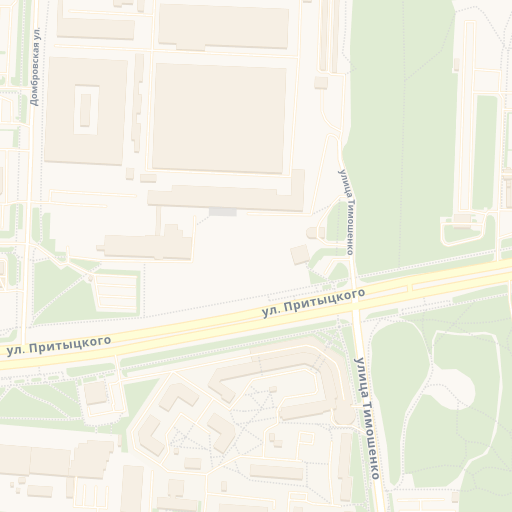 Домбровская ул.
улица Тимошенко
ул. Притыцкого
ул. Притыцкого
улица Тимошенко